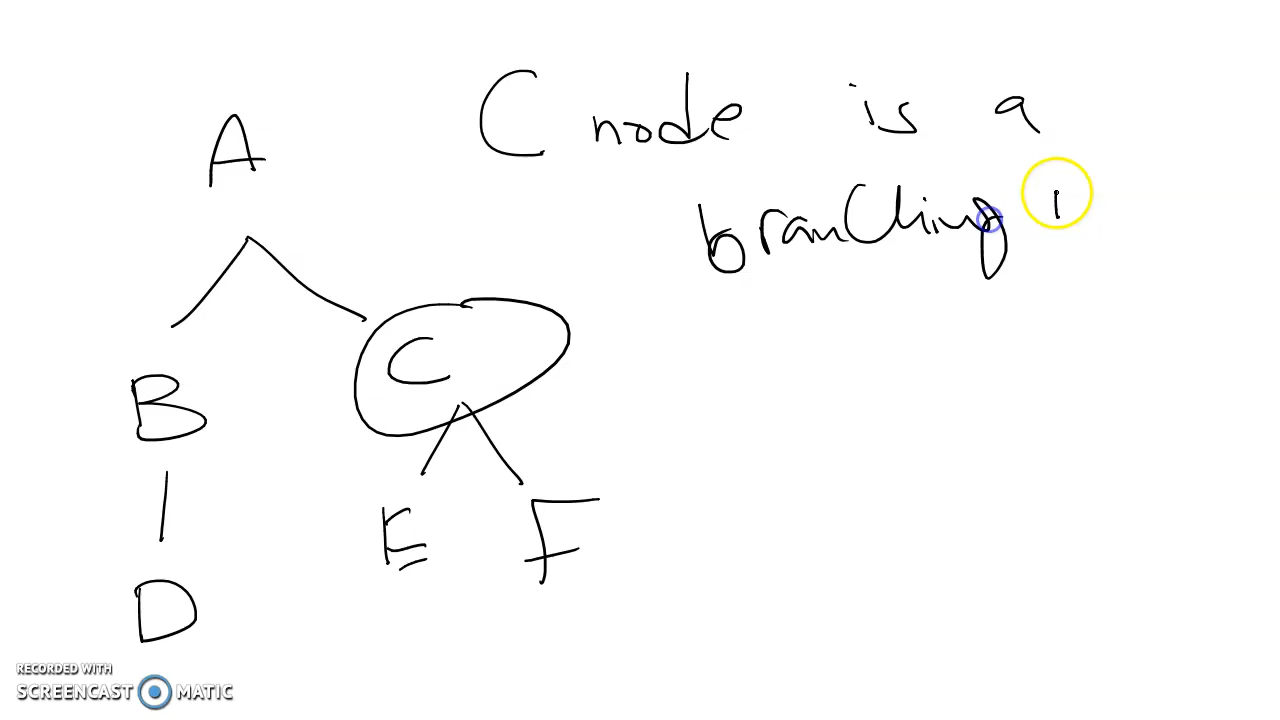 C node is a
branching
A
B
C
D
E
F
RECORDED WITH
SCREENCAST MATIC